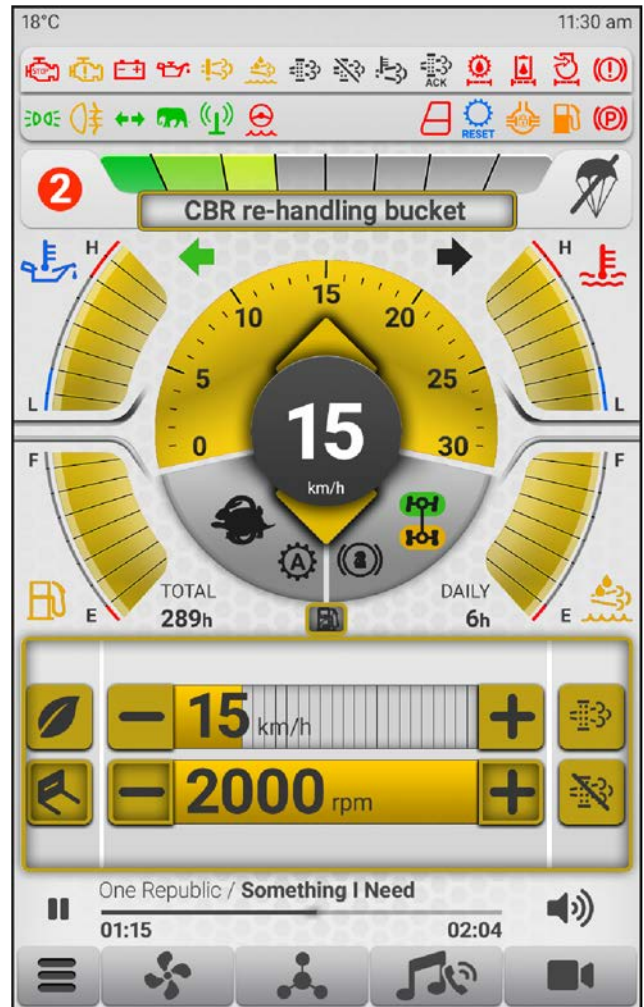 18°C 11:30 am
STOP
ACK
RESET
2
CBR re-handling bucket
H H
15
10 20
5 25
L L
0 30
15
km/h
F F
A a
TOTAL DAILY
E 289h 6h E
15 km/h
2000 rpm
One Republic / Something I Need
01:15 02:04